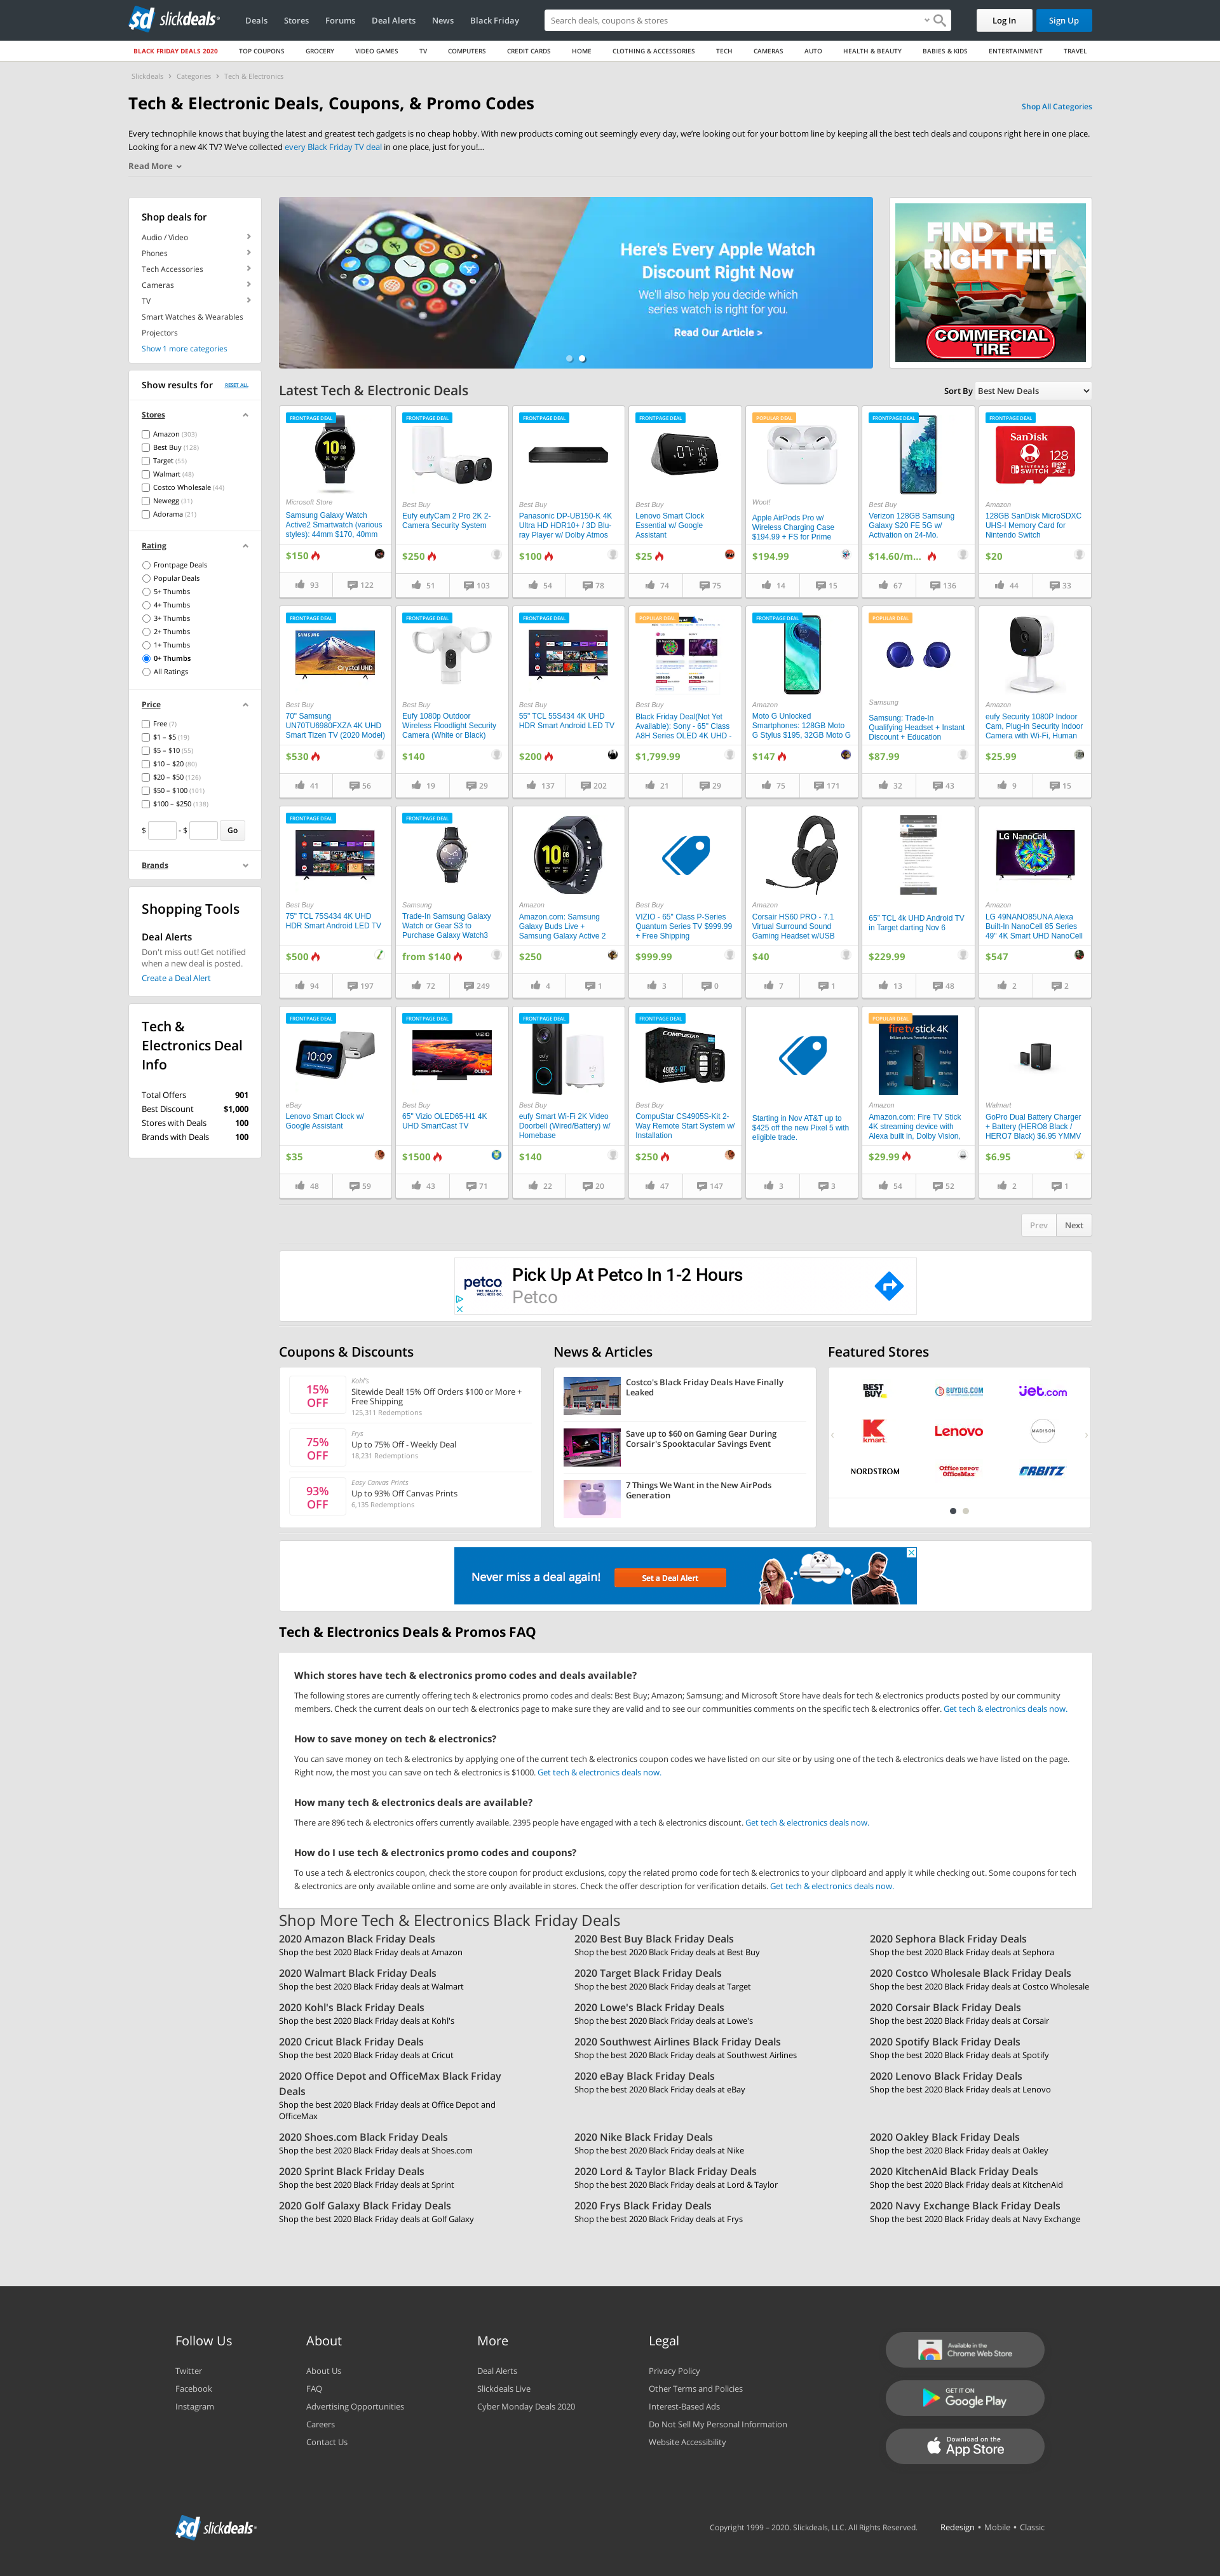 slickdeals
Deals
Stores
Forums
Deal Alerts
News
Black Friday
Search deals, coupons & stores
Log In
Sign Up
BLACK FRIDAY DEALS 2020
TOP COUPONS
GROCERY
VIDEO GAMES
TV
COMPUTERS
CREDIT CARDS
HOME
CLOTHING & ACCESSORIES
TECH
CAMERAS
AUTO
HEALTH & BEAUTY
BABIES & KIDS
ENTERTAINMENT
TRAVEL
Slickdeals > Categories > Tech & Electronics
Tech & Electronic Deals, Coupons, & Promo Codes
Shop All Categories
Every technophile knows that buying the latest and greatest tech gadgets is no cheap hobby. With new products coming out seemingly every day, we're looking out for your bottom line by keeping all the best tech deals and coupons right here in one place.
Looking for a new 4K TV? We've collected every Black Friday TV deal in one place, just for you!...
Read More
Shop deals for
Audio / Video
Phones
Tech Accessories
Cameras
TV
Smart Watches & Wearables
Projectors
Show 1 more categories
Show results for
RESET ALL
Stores
Amazon (303)
Best Buy (128)
Target (55)
Walmart (48)
Costco Wholesale (44)
Newegg (31)
Adorama (21)
Rating
Frontpage Deals
Popular Deals
5+ Thumbs
4+ Thumbs
3+ Thumbs
2+ Thumbs
1+ Thumbs
0+ Thumbs
All Ratings
Price
Free (7)
$1 – $5 (19)
$5 – $10 (55)
$10 – $20 (80)
$20 – $50 (126)
$50 – $100 (101)
$100 – $250 (138)
$ - $ Go
Brands
Shopping Tools
Deal Alerts
Don't miss out! Get notified
when a new deal is posted.
Create a Deal Alert
Tech &
Electronics Deal
Info
Total Offers 901
Best Discount $1,000
Stores with Deals 100
Brands with Deals 100
Here's Every Apple Watch
Discount Right Now
We'll also help you decide which
series watch is right for you.
Read Our Article >
FIND THE
RIGHT FIT
COMMERCIAL
TIRE
Latest Tech & Electronic Deals
Sort By Best New Deals
FRONTPAGE DEAL
Microsoft Store
Samsung Galaxy Watch
Active2 Smartwatch (various
styles): 44mm $170, 40mm
$150
93 122
FRONTPAGE DEAL
Best Buy
Eufy eufyCam 2 Pro 2K 2-
Camera Security System
$250
51 103
FRONTPAGE DEAL
Best Buy
Panasonic DP-UB150-K 4K
Ultra HD HDR10+ / 3D Blu-
ray Player w/ Dolby Atmos
$100
54 78
FRONTPAGE DEAL
Best Buy
Lenovo Smart Clock
Essential w/ Google
Assistant
$25
74 75
POPULAR DEAL
Woot!
Apple AirPods Pro w/
Wireless Charging Case
$194.99 + FS for Prime
$194.99
14 15
FRONTPAGE DEAL
Best Buy
Verizon 128GB Samsung
Galaxy S20 FE 5G w/
Activation on 24-Mo.
$14.60/m...
67 136
FRONTPAGE DEAL
SanDisk
128
NINTENDO SWITCH
Amazon
128GB SanDisk MicroSDXC
UHS-I Memory Card for
Nintendo Switch
$20
44 33
FRONTPAGE DEAL
SAMSUNG
Crystal UHD
Best Buy
70" Samsung
UN70TU6980FXZA 4K UHD
Smart Tizen TV (2020 Model)
$530
41 56
FRONTPAGE DEAL
Best Buy
Eufy 1080p Outdoor
Wireless Floodlight Security
Camera (White or Black)
$140
19 29
FRONTPAGE DEAL
Best Buy
55" TCL 55S434 4K UHD
HDR Smart Android LED TV
$200
137 202
POPULAR DEAL
Best Buy
Black Friday Deal(Not Yet
Available): Sony - 65" Class
A8H Series OLED 4K UHD -
$1,799.99
21 29
FRONTPAGE DEAL
Amazon
Moto G Unlocked
Smartphones: 128GB Moto
G Stylus $195, 32GB Moto G
$147
75 171
POPULAR DEAL
Samsung
Samsung: Trade-In
Qualifying Headset + Instant
Discount + Education
$87.99
32 43
Amazon
eufy Security 1080P Indoor
Cam, Plug-in Security Indoor
Camera with Wi-Fi, Human
$25.99
9 15
FRONTPAGE DEAL
Best Buy
75" TCL 75S434 4K UHD
HDR Smart Android LED TV
$500
94 197
FRONTPAGE DEAL
Samsung
Trade-In Samsung Galaxy
Watch or Gear S3 to
Purchase Galaxy Watch3
from $140
72 249
Amazon
Amazon.com: Samsung
Galaxy Buds Live +
Samsung Galaxy Active 2
$250
4 1
Best Buy
VIZIO - 65" Class P-Series
Quantum Series TV $999.99
+ Free Shipping
$999.99
3 0
Amazon
Corsair HS60 PRO - 7.1
Virtual Surround Sound
Gaming Headset w/USB
$40
7 1
65" TCL 4k UHD Android TV
in Target darting Nov 6
$229.99
13 48
LG NanoCell
Amazon
LG 49NANO85UNA Alexa
Built-In NanoCell 85 Series
49" 4K Smart UHD NanoCell
$547
2 2
FRONTPAGE DEAL
10:09
eBay
Lenovo Smart Clock w/
Google Assistant
$35
48 59
FRONTPAGE DEAL
VIZIO
OLED
Best Buy
65" Vizio OLED65-H1 4K
UHD SmartCast TV
$1500
43 71
FRONTPAGE DEAL
Best Buy
eufy Smart Wi-Fi 2K Video
Doorbell (Wired/Battery) w/
Homebase
$140
22 20
FRONTPAGE DEAL
COMPUSTAR
4905S-KIT
Best Buy
CompuStar CS4905S-Kit 2-
Way Remote Start System w/
Installation
$250
47 147
Starting in Nov AT&T up to
$425 off the new Pixel 5 with
eligible trade.
3 3
POPULAR DEAL
fire tv stick 4K
Amazon
Amazon.com: Fire TV Stick
4K streaming device with
Alexa built in, Dolby Vision,
$29.99
54 52
Walmart
GoPro Dual Battery Charger
+ Battery (HERO8 Black /
HERO7 Black) $6.95 YMMV
$6.95
2 1
Prev
Next
petco
Pick Up At Petco In 1-2 Hours
Petco
Coupons & Discounts
15%
OFF
Kohl's
Sitewide Deal! 15% Off Orders $100 or More +
Free Shipping
125,311 Redemptions
75%
OFF
Frys
Up to 75% Off - Weekly Deal
18,231 Redemptions
93%
OFF
Easy Canvas Prints
Up to 93% Off Canvas Prints
6,135 Redemptions
News & Articles
Costco's Black Friday Deals Have Finally
Leaked
Save up to $60 on Gaming Gear During
Corsair's Spooktacular Savings Event
7 Things We Want in the New AirPods
Generation
Featured Stores
BEST BUY
BUYDIG.COM
jet.com
kmart
Lenovo
MADISON
NORDSTROM
Office DEPOT
OfficeMax
ORBITZ
Never miss a deal again!
Set a Deal Alert
Tech & Electronics Deals & Promos FAQ
Which stores have tech & electronics promo codes and deals available?
The following stores are currently offering tech & electronics promo codes and deals: Best Buy; Amazon; Samsung; and Microsoft Store have deals for tech & electronics products posted by our community
members. Check the current deals on our tech & electronics page to make sure they are valid and to see our communities comments on the specific tech & electronics offer. Get tech & electronics deals now.
How to save money on tech & electronics?
You can save money on tech & electronics by applying one of the current tech & electronics coupon codes we have listed on our site or by using one of the tech & electronics deals we have listed on the page.
Right now, the most you can save on tech & electronics is $1000. Get tech & electronics deals now.
How many tech & electronics deals are available?
There are 896 tech & electronics offers currently available. 2395 people have engaged with a tech & electronics discount. Get tech & electronics deals now.
How do I use tech & electronics promo codes and coupons?
To use a tech & electronics coupon, check the store coupon for product exclusions, copy the related promo code for tech & electronics to your clipboard and apply it while checking out. Some coupons for tech
& electronics are only available online and some are only available in stores. Check the offer description for verification details. Get tech & electronics deals now.
Shop More Tech & Electronics Black Friday Deals
2020 Amazon Black Friday Deals
Shop the best 2020 Black Friday deals at Amazon
2020 Best Buy Black Friday Deals
Shop the best 2020 Black Friday deals at Best Buy
2020 Sephora Black Friday Deals
Shop the best 2020 Black Friday deals at Sephora
2020 Walmart Black Friday Deals
Shop the best 2020 Black Friday deals at Walmart
2020 Target Black Friday Deals
Shop the best 2020 Black Friday deals at Target
2020 Costco Wholesale Black Friday Deals
Shop the best 2020 Black Friday deals at Costco Wholesale
2020 Kohl's Black Friday Deals
Shop the best 2020 Black Friday deals at Kohl's
2020 Lowe's Black Friday Deals
Shop the best 2020 Black Friday deals at Lowe's
2020 Corsair Black Friday Deals
Shop the best 2020 Black Friday deals at Corsair
2020 Cricut Black Friday Deals
Shop the best 2020 Black Friday deals at Cricut
2020 Southwest Airlines Black Friday Deals
Shop the best 2020 Black Friday deals at Southwest Airlines
2020 Spotify Black Friday Deals
Shop the best 2020 Black Friday deals at Spotify
2020 Office Depot and OfficeMax Black Friday
Deals
Shop the best 2020 Black Friday deals at Office Depot and
OfficeMax
2020 eBay Black Friday Deals
Shop the best 2020 Black Friday deals at eBay
2020 Lenovo Black Friday Deals
Shop the best 2020 Black Friday deals at Lenovo
2020 Shoes.com Black Friday Deals
Shop the best 2020 Black Friday deals at Shoes.com
2020 Nike Black Friday Deals
Shop the best 2020 Black Friday deals at Nike
2020 Oakley Black Friday Deals
Shop the best 2020 Black Friday deals at Oakley
2020 Sprint Black Friday Deals
Shop the best 2020 Black Friday deals at Sprint
2020 Lord & Taylor Black Friday Deals
Shop the best 2020 Black Friday deals at Lord & Taylor
2020 KitchenAid Black Friday Deals
Shop the best 2020 Black Friday deals at KitchenAid
2020 Golf Galaxy Black Friday Deals
Shop the best 2020 Black Friday deals at Golf Galaxy
2020 Frys Black Friday Deals
Shop the best 2020 Black Friday deals at Frys
2020 Navy Exchange Black Friday Deals
Shop the best 2020 Black Friday deals at Navy Exchange
Follow Us
Twitter
Facebook
Instagram
About
About Us
FAQ
Advertising Opportunities
Careers
Contact Us
More
Deal Alerts
Slickdeals Live
Cyber Monday Deals 2020
Legal
Privacy Policy
Other Terms and Policies
Interest-Based Ads
Do Not Sell My Personal Information
Website Accessibility
Available in the
Chrome Web Store
GET IT ON
Google Play
Download on the
App Store
slickdeals
Copyright 1999 – 2020. Slickdeals, LLC. All Rights Reserved.
Redesign • Mobile • Classic